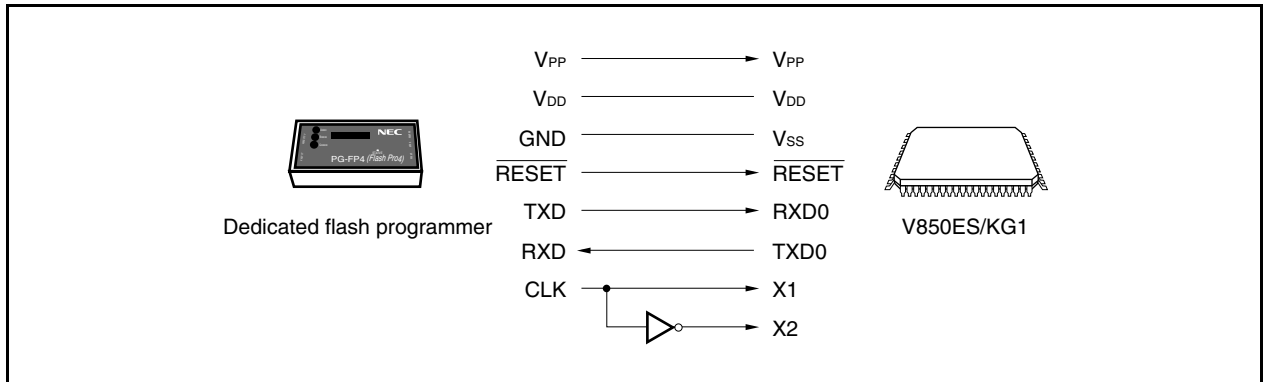 VPP VPP
VDD VDD
GND VSS
RESET RESET
TXD RXD0
RXD TXD0
CLK X1
X2
NEC
PG-FP4 (Flash Pro4)
Dedicated flash programmer
V850ES/KG1